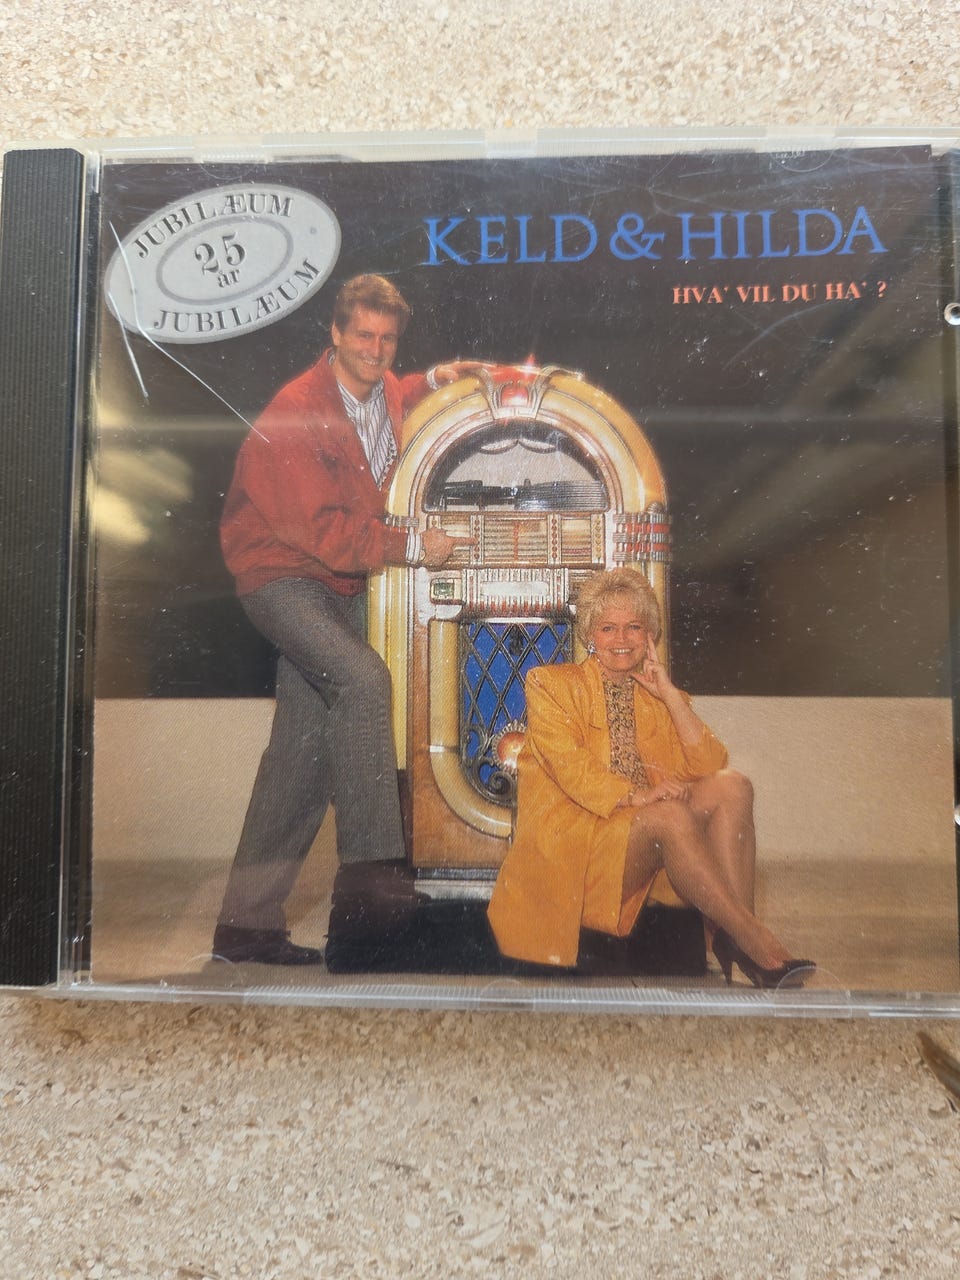 JUBILÆUM
25
år
JUBILÆUM
KELD & HILDA
HVA' VIL DU HA' ?